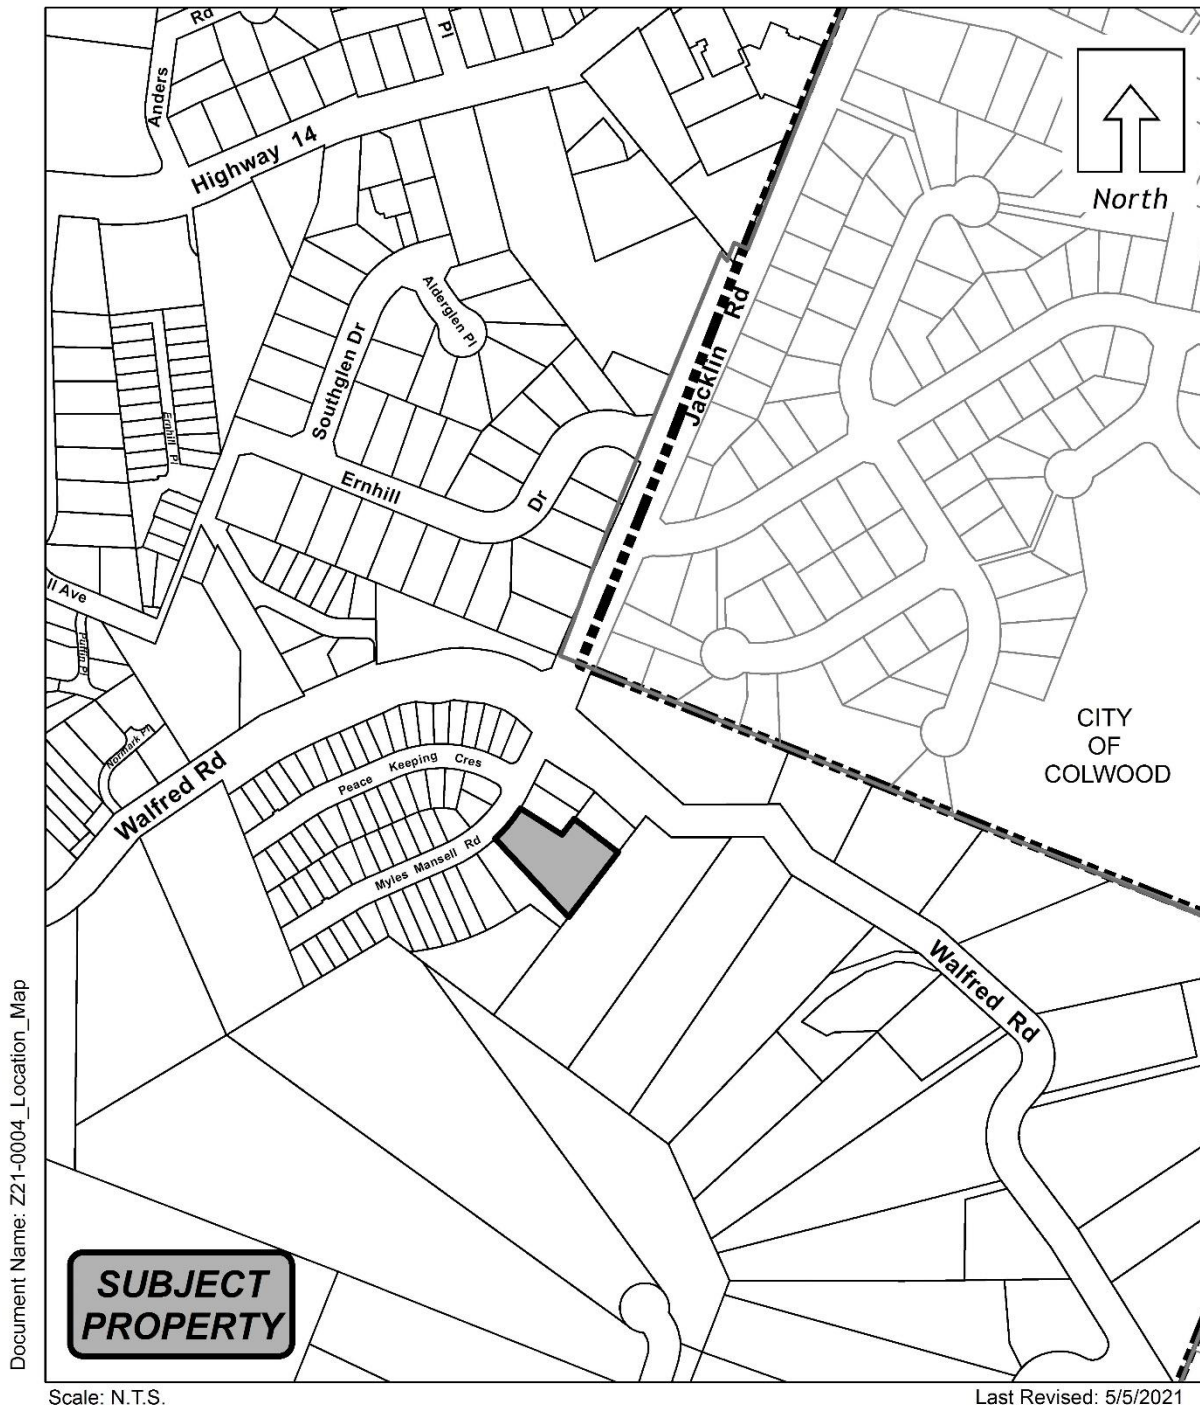 Rd
Pl
Anders
Highway 14
North
Alderglen Pl
Jacklin Rd
Southglen Dr
Ernhill Pl
Ernhill Dr
ll Ave
Puffin Pl
CITY
OF
COLWOOD
Normark Pl
Peace Keeping Cres
Walfred Rd
Myles Mansell Rd
Walfred Rd
Document Name: Z21-0004_Location_Map
SUBJECT
PROPERTY
Scale: N.T.S.
Last Revised: 5/5/2021